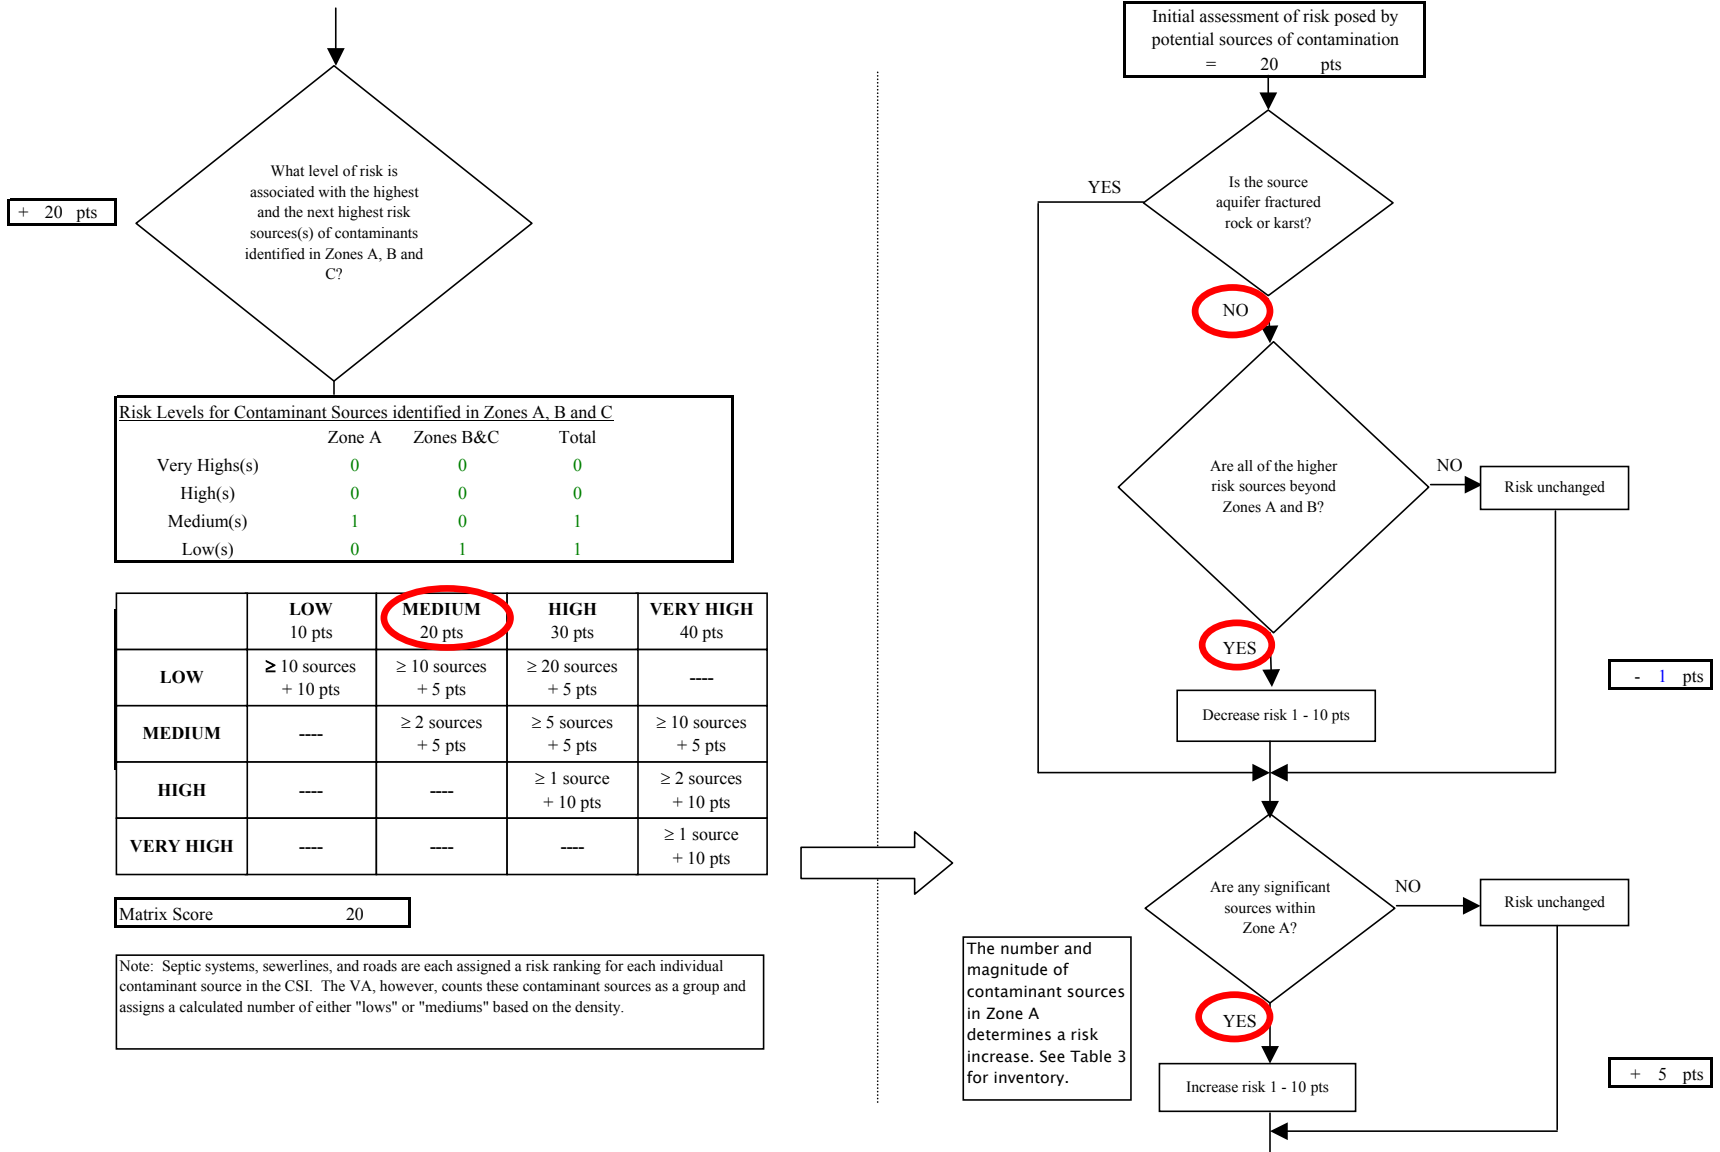 What level of risk is
associated with the highest
and the next highest risk
sources(s) of contaminants
identified in Zones A, B and
C?
+ 20 pts
Risk Levels for Contaminant Sources identified in Zones A, B and C
Zone A Zones B&C Total
Very Highs(s) 0 0 0
High(s) 0 0 0
Medium(s) 1 0 1
Low(s) 0 1 1
LOW MEDIUM HIGH VERY HIGH
10 pts 20 pts 30 pts 40 pts
LOW ≥ 10 sources ≥ 10 sources ≥ 20 sources ----
+ 10 pts + 5 pts + 5 pts
MEDIUM ---- ≥ 2 sources ≥ 5 sources ≥ 10 sources
+ 5 pts + 5 pts + 5 pts
HIGH ---- ---- ≥ 1 source ≥ 2 sources
+ 10 pts + 10 pts
VERY HIGH ---- ---- ---- ≥ 1 source
+ 10 pts
Matrix Score 20
Note: Septic systems, sewerlines, and roads are each assigned a risk ranking for each individual
contaminant source in the CSI. The VA, however, counts these contaminant sources as a group and
assigns a calculated number of either "lows" or "mediums" based on the density.
Initial assessment of risk posed by
potential sources of contamination
= 20 pts
Is the source
aquifer fractured
rock or karst?
YES
NO
Are all of the higher
risk sources beyond
Zones A and B?
NO
Risk unchanged
YES
Decrease risk 1 - 10 pts
- 1 pts
Are any significant
sources within
Zone A?
NO
Risk unchanged
The number and
magnitude of
contaminant sources
in Zone A
determines a risk
increase. See Table 3
for inventory.
YES
Increase risk 1 - 10 pts
+ 5 pts